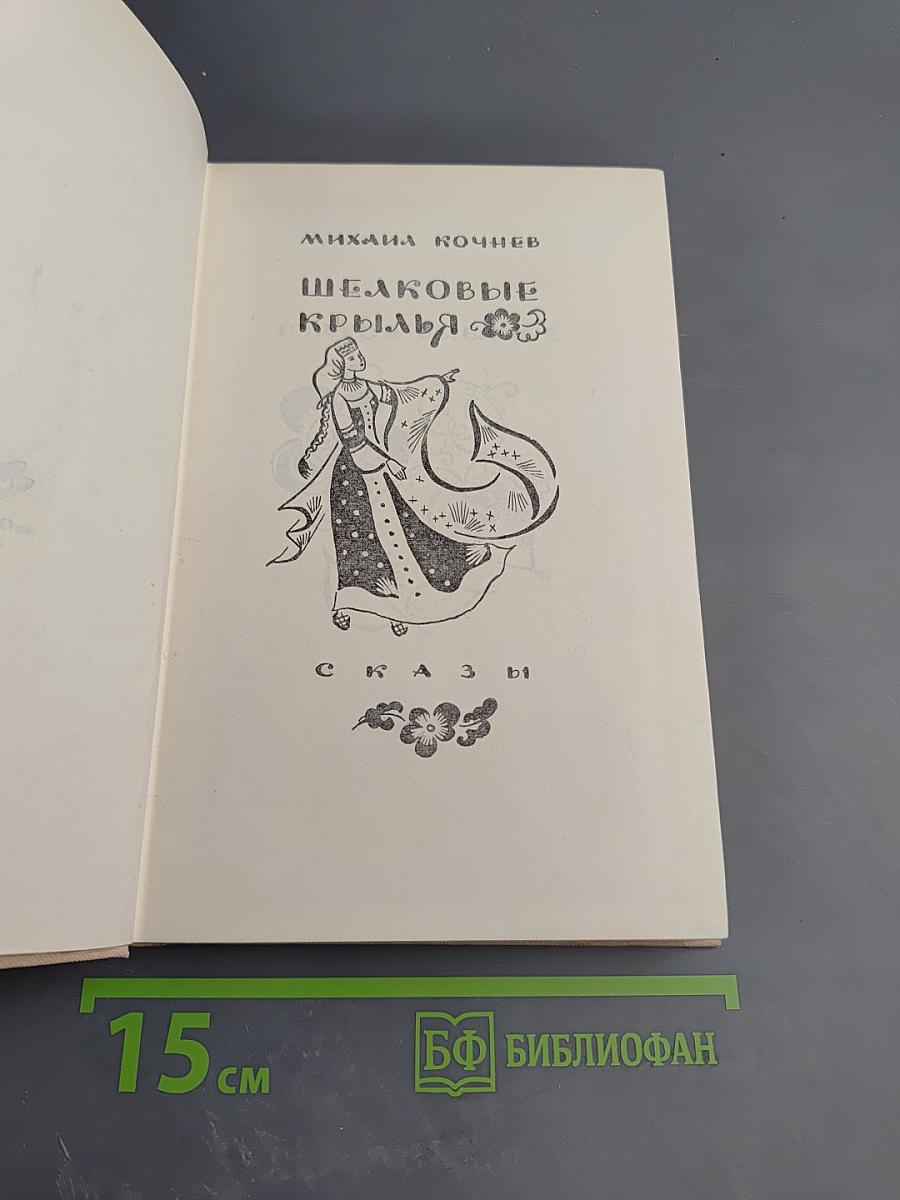 МИХАИЛ КОЧНЕВ
ШЕЛКОВЫЕ
КРЫЛЬЯ
СКАЗЫ
15 см
БФ БИБЛИОФАН